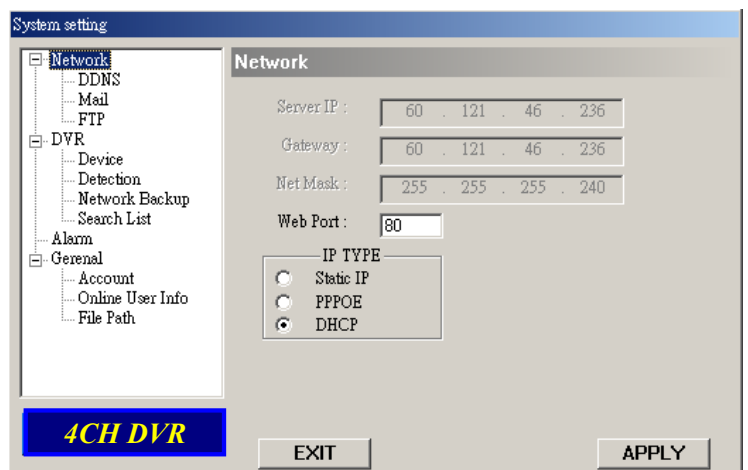 System setting
Network
DDNS
Mail
FTP
DVR
Device
Detection
Network Backup
Search List
Alarm
Gerenal
Account
Online User Info
File Path
4CH DVR
Network
Server IP : 60 . 121 . 46 . 236
Gateway : 60 . 121 . 46 . 236
Net Mask : 255 . 255 . 255 . 240
Web Port : 80
IP TYPE
Static IP
PPPOE
DHCP
EXIT
APPLY